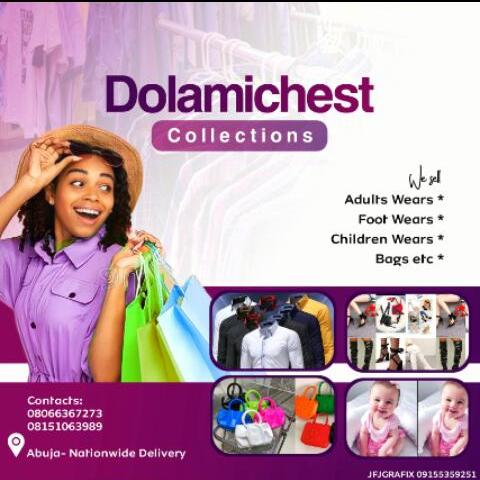 Dolamichest
Collections
We sell
Adults Wears *
Foot Wears *
Children Wears *
Bags etc *
Contacts:
08066367273
08151063989
Abuja- Nationwide Delivery
JFJGRAFIX 09155359251